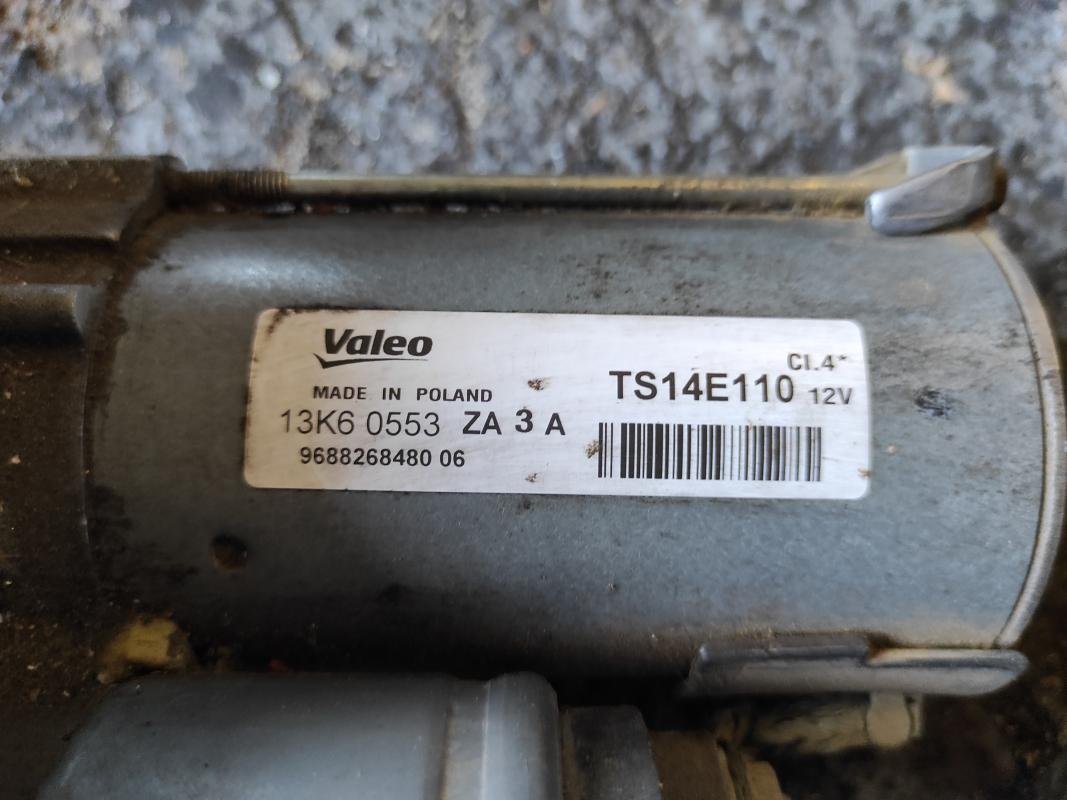 Valeo
Cl.4*
MADE IN POLAND
TS14E110 12V
13K6 0553 ZA 3 A
9688268480 06